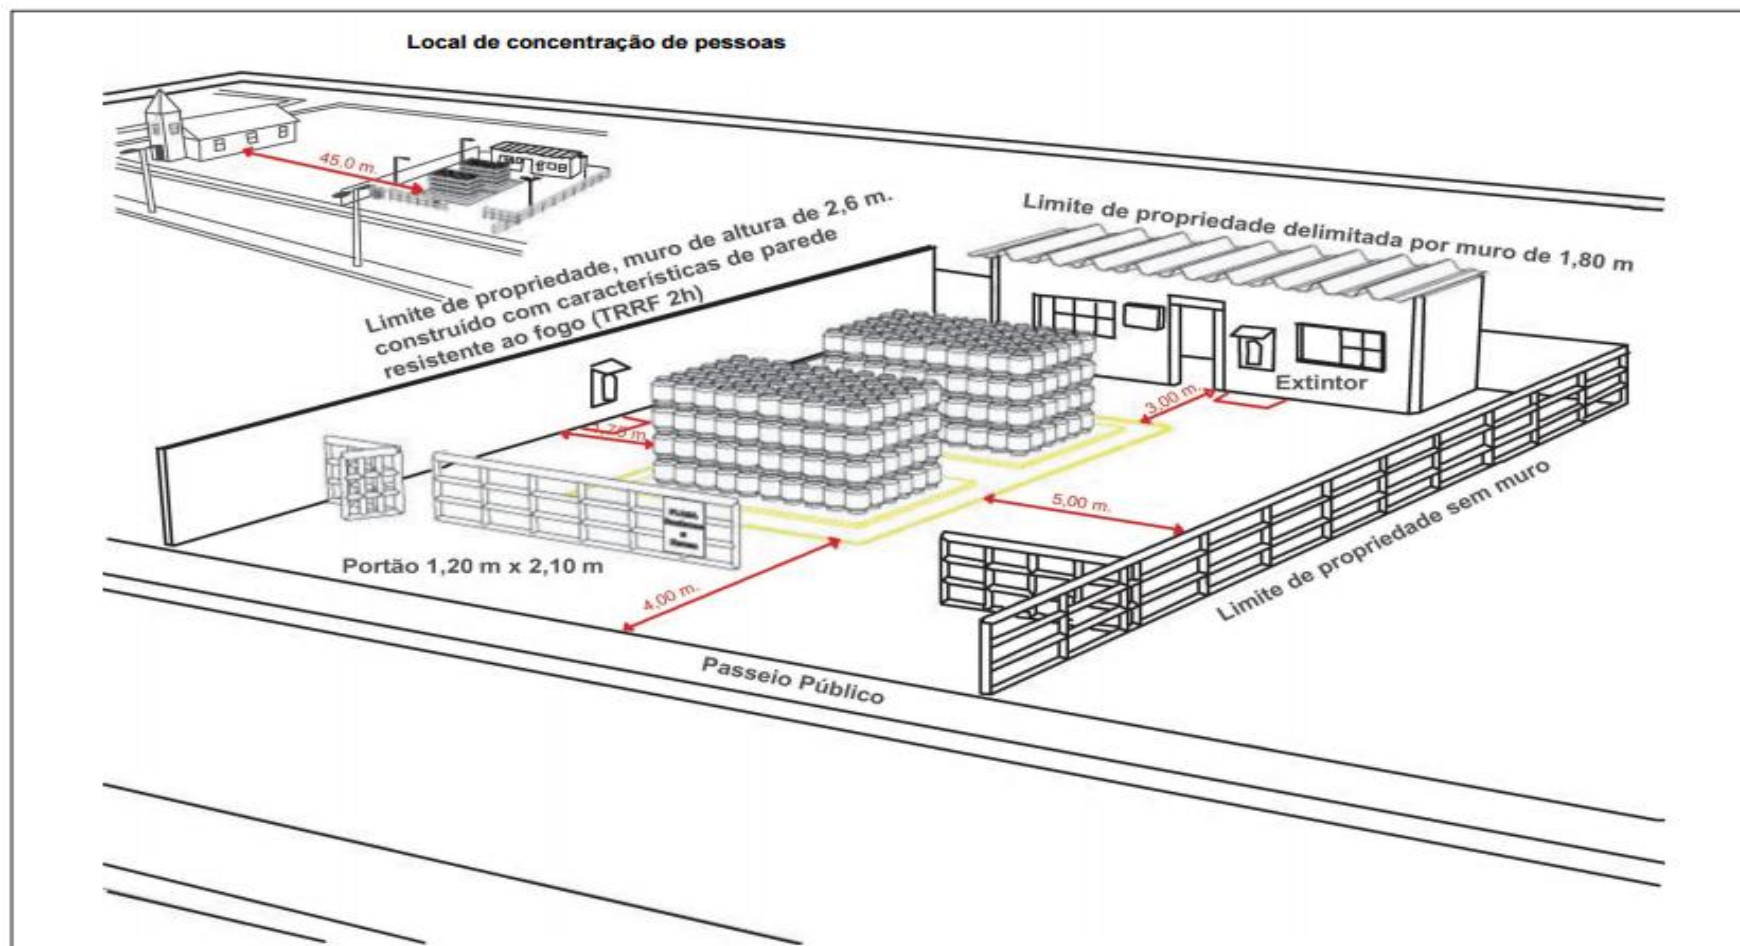 Local de concentração de pessoas
45,0 m.
Limite de propriedade, muro de altura de 2,6 m.
construído com características de parede
resistente ao fogo (TRRF 2h)
Limite de propriedade delimitada por muro de 1,80 m
Extintor
3,00 m.
5,00 m.
Limite de propriedade sem muro
Portão 1,20 m x 2,10 m
4,00 m.
Passeio Público